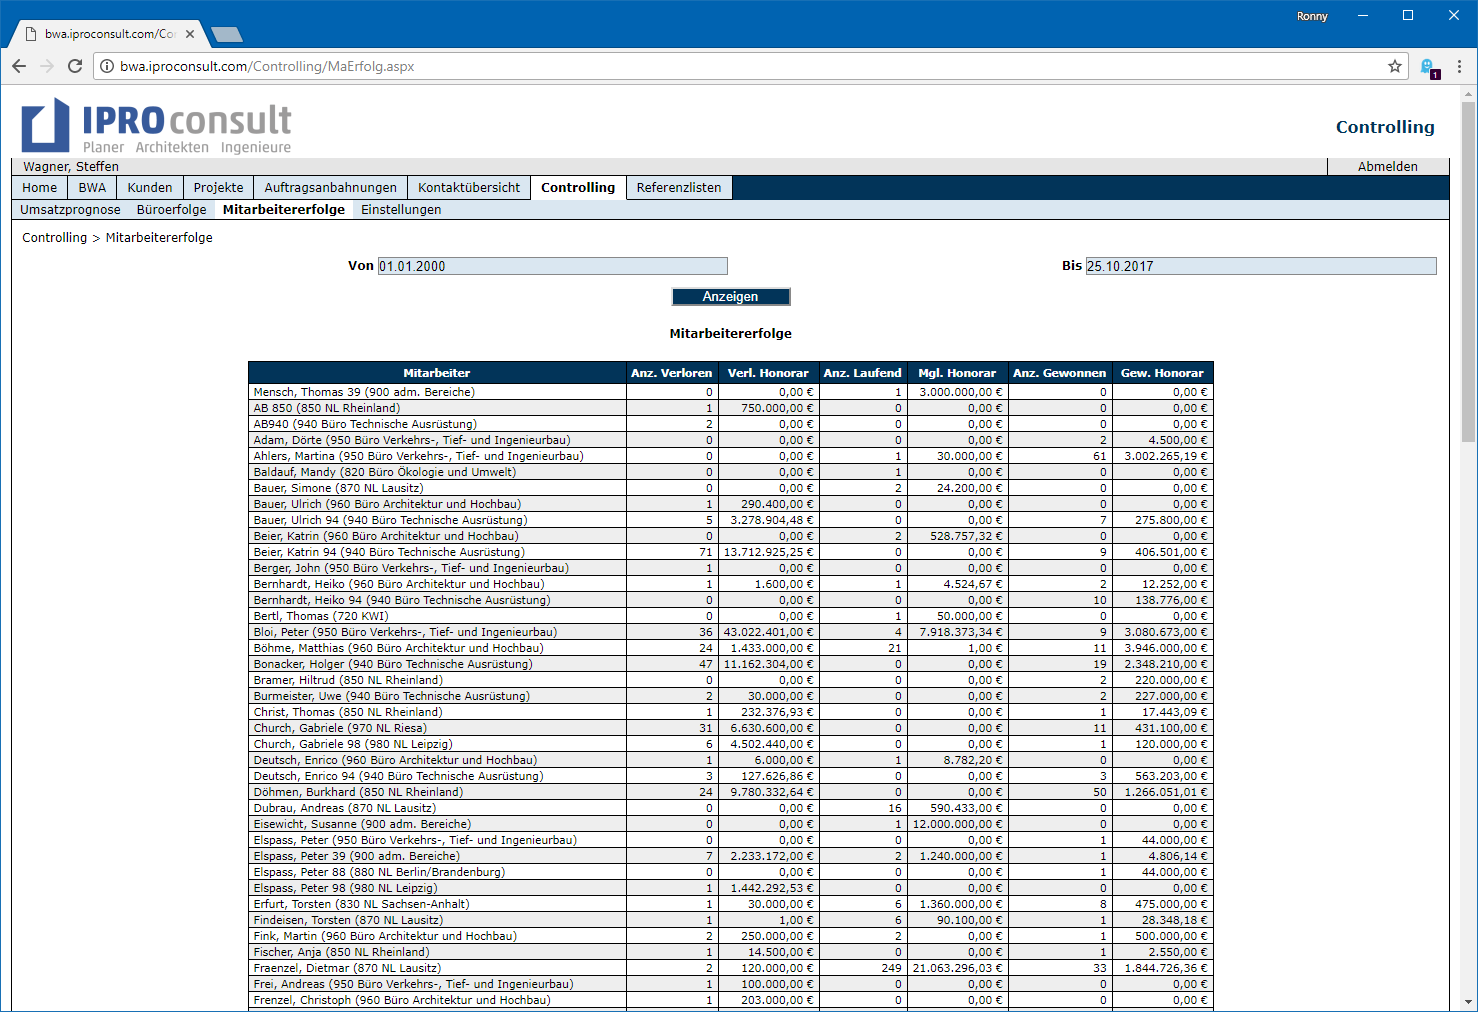 Ronny
bwa.iproconsult.com/Co
bwa.iproconsult.com/Controlling/MaErfolg.aspx
1
IPROconsult
Planer Architekten Ingenieure
Controlling
Wagner, Steffen Abmelden
Home BWA Kunden Projekte Auftragsanbahnungen Kontaktübersicht Controlling Referenzlisten
Umsatzprognose Büroerfolge Mitarbeitererfolge Einstellungen
Controlling > Mitarbeitererfolge
Von 01.01.2000 Bis 25.10.2017
Anzeigen
Mitarbeitererfolge
Mitarbeiter Anz. Verloren Verl. Honorar Anz. Laufend Mgl. Honorar Anz. Gewonnen Gew. Honorar
Mensch, Thomas 39 (900 adm. Bereiche) 0 0,00 € 1 3.000.000,00 € 0 0,00 €
AB 850 (850 NL Rheinland) 1 750.000,00 € 0 0,00 € 0 0,00 €
AB940 (940 Büro Technische Ausrüstung) 2 0,00 € 0 0,00 € 0 0,00 €
Adam, Dörte (950 Büro Verkehrs-, Tief- und Ingenieurbau) 0 0,00 € 0 0,00 € 2 4.500,00 €
Ahlers, Martina (950 Büro Verkehrs-, Tief- und Ingenieurbau) 0 0,00 € 1 30.000,00 € 61 3.002.265,19 €
Baldauf, Mandy (820 Büro Ökologie und Umwelt) 0 0,00 € 1 0,00 € 0 0,00 €
Bauer, Simone (870 NL Lausitz) 0 0,00 € 2 24.200,00 € 0 0,00 €
Bauer, Ulrich (960 Büro Architektur und Hochbau) 1 290.400,00 € 0 0,00 € 0 0,00 €
Bauer, Ulrich 94 (940 Büro Technische Ausrüstung) 5 3.278.904,48 € 0 0,00 € 7 275.800,00 €
Beier, Katrin (960 Büro Architektur und Hochbau) 0 0,00 € 2 528.757,32 € 0 0,00 €
Beier, Katrin 94 (940 Büro Technische Ausrüstung) 71 13.712.925,25 € 0 0,00 € 9 406.501,00 €
Berger, John (950 Büro Verkehrs-, Tief- und Ingenieurbau) 1 0,00 € 0 0,00 € 0 0,00 €
Bernhardt, Heiko (960 Büro Architektur und Hochbau) 1 1.600,00 € 1 4.524,67 € 2 12.252,00 €
Bernhardt, Heiko 94 (940 Büro Technische Ausrüstung) 0 0,00 € 0 0,00 € 10 138.776,00 €
Bertl, Thomas (720 KWI) 0 0,00 € 1 50.000,00 € 0 0,00 €
Bloi, Peter (950 Büro Verkehrs-, Tief- und Ingenieurbau) 36 43.022.401,00 € 4 7.918.373,34 € 9 3.080.673,00 €
Böhme, Matthias (960 Büro Architektur und Hochbau) 24 1.433.000,00 € 21 1,00 € 11 3.946.000,00 €
Bonacker, Holger (940 Büro Technische Ausrüstung) 47 11.162.304,00 € 0 0,00 € 19 2.348.210,00 €
Bramer, Hiltrud (850 NL Rheinland) 0 0,00 € 0 0,00 € 2 220.000,00 €
Burmeister, Uwe (940 Büro Technische Ausrüstung) 2 30.000,00 € 0 0,00 € 2 227.000,00 €
Christ, Thomas (850 NL Rheinland) 1 232.376,93 € 0 0,00 € 1 17.443,09 €
Church, Gabriele (970 NL Riesa) 31 6.630.600,00 € 0 0,00 € 11 431.100,00 €
Church, Gabriele 98 (980 NL Leipzig) 6 4.502.440,00 € 0 0,00 € 1 120.000,00 €
Deutsch, Enrico (960 Büro Architektur und Hochbau) 1 6.000,00 € 1 8.782,20 € 0 0,00 €
Deutsch, Enrico 94 (940 Büro Technische Ausrüstung) 3 127.626,86 € 0 0,00 € 3 563.203,00 €
Döhmen, Burkhard (850 NL Rheinland) 24 9.780.332,64 € 0 0,00 € 50 1.266.051,01 €
Dubrau, Andreas (870 NL Lausitz) 0 0,00 € 16 590.433,00 € 0 0,00 €
Eisewicht, Susanne (900 adm. Bereiche) 0 0,00 € 1 12.000.000,00 € 0 0,00 €
Elspass, Peter (950 Büro Verkehrs-, Tief- und Ingenieurbau) 0 0,00 € 0 0,00 € 1 44.000,00 €
Elspass, Peter 39 (900 adm. Bereiche) 7 2.233.172,00 € 2 1.240.000,00 € 1 4.806,14 €
Elspass, Peter 88 (880 NL Berlin/Brandenburg) 0 0,00 € 0 0,00 € 1 44.000,00 €
Elspass, Peter 98 (980 NL Leipzig) 1 1.442.292,53 € 0 0,00 € 0 0,00 €
Erfurt, Torsten (830 NL Sachsen-Anhalt) 1 30.000,00 € 6 1.360.000,00 € 8 475.000,00 €
Findeisen, Torsten (870 NL Lausitz) 1 1,00 € 6 90.100,00 € 1 28.348,18 €
Fink, Martin (960 Büro Architektur und Hochbau) 2 250.000,00 € 2 0,00 € 1 500.000,00 €
Fischer, Anja (850 NL Rheinland) 1 14.500,00 € 0 0,00 € 1 2.550,00 €
Fraenzel, Dietmar (870 NL Lausitz) 2 120.000,00 € 249 21.063.296,03 € 33 1.844.726,36 €
Frei, Andreas (950 Büro Verkehrs-, Tief- und Ingenieurbau) 1 100.000,00 € 0 0,00 € 0 0,00 €
Frenzel, Christoph (960 Büro Architektur und Hochbau) 1 203.000,00 € 0 0,00 € 0 0,00 €